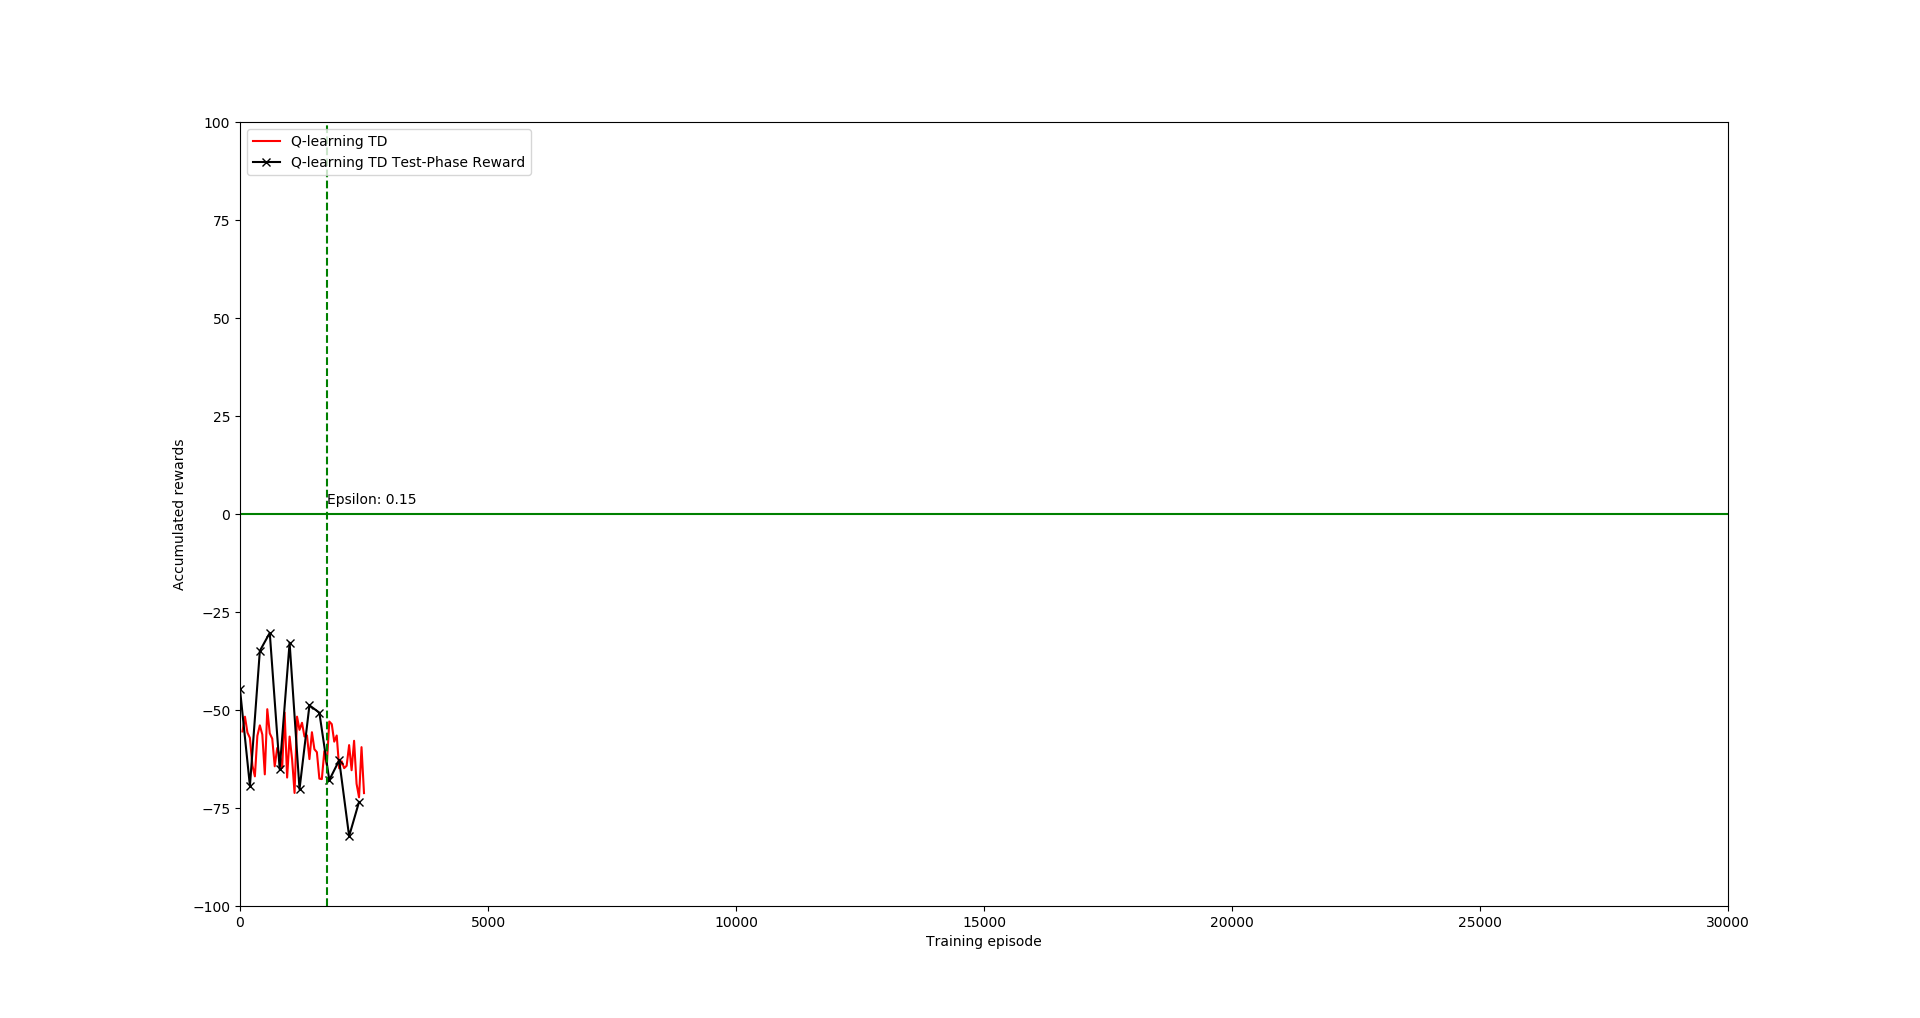 Q-learning TD
Q-learning TD Test-Phase Reward
100
75
50
25
0
−25
−50
−75
−100
Accumulated rewards
Epsilon: 0.15
0 5000 10000 15000 20000 25000 30000
Training episode